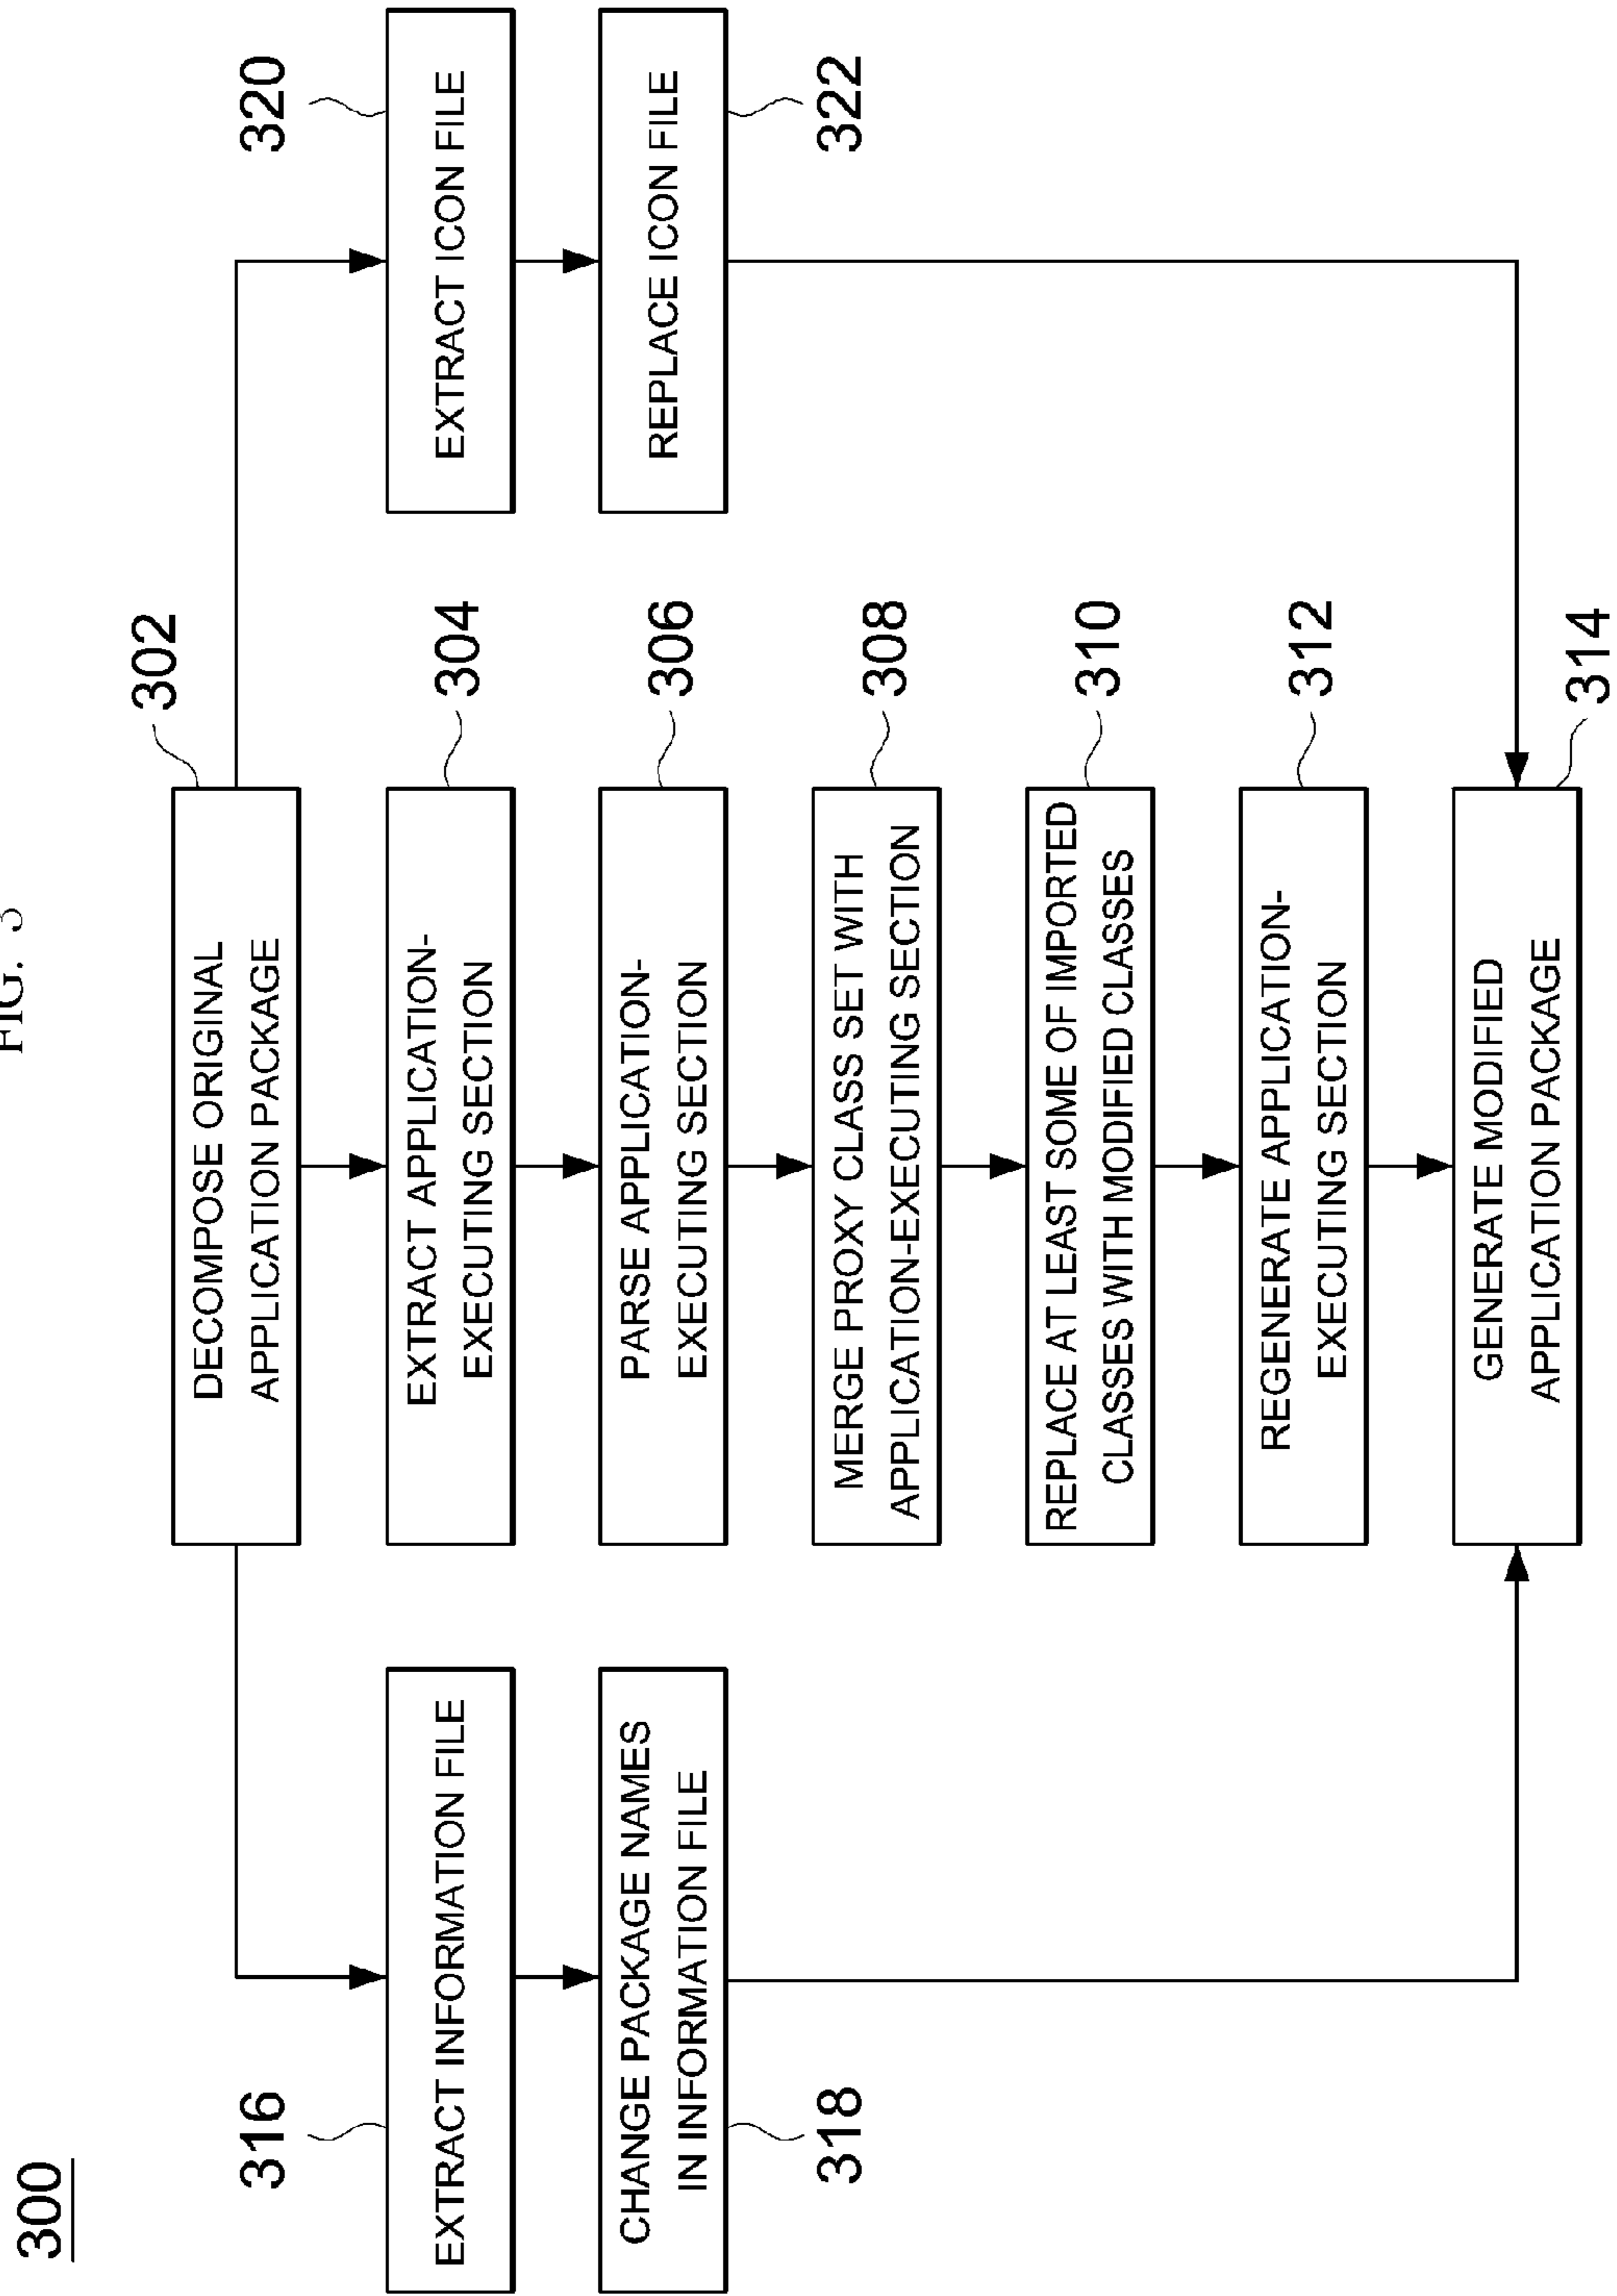 FIG. 3
300
302
DECOMPOSE ORIGINAL
APPLICATION PACKAGE
316
EXTRACT INFORMATION FILE
318
CHANGE PACKAGE NAMES
IN INFORMATION FILE
304
EXTRACT APPLICATION-
EXECUTING SECTION
306
PARSE APPLICATION-
EXECUTING SECTION
308
MERGE PROXY CLASS SET WITH
APPLICATION-EXECUTING SECTION
310
REPLACE AT LEAST SOME OF IMPORTED
CLASSES WITH MODIFIED CLASSES
312
REGENERATE APPLICATION-
EXECUTING SECTION
314
GENERATE MODIFIED
APPLICATION PACKAGE
320
EXTRACT ICON FILE
REPLACE ICON FILE
322